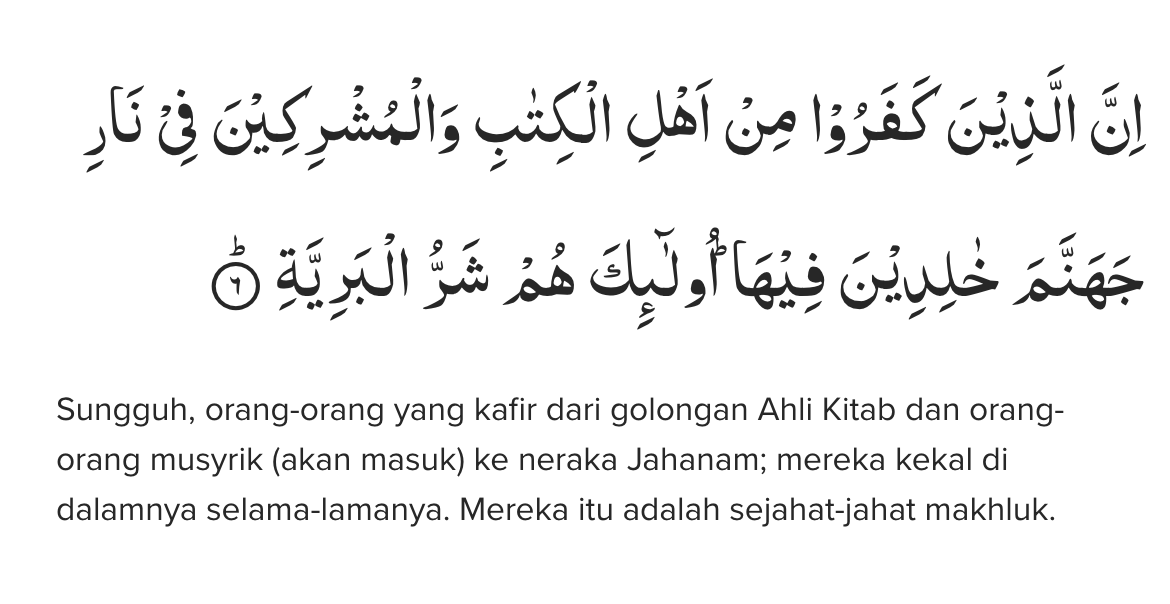 اِنَّ الَّذِيْنَ كَفَرُوْا مِنْ اَهْلِ الْكِتٰبِ وَالْمُشْرِكِيْنَ فِيْ نَارِ
جَهَنَّمَ خٰلِدِيْنَ فِيْهَاۗ اُولٰۤىِٕكَ هُمْ شَرُّ الْبَرِيَّةِۗ ٦
Sungguh, orang-orang yang kafir dari golongan Ahli Kitab dan orang-
orang musyrik (akan masuk) ke neraka Jahanam; mereka kekal di
dalamnya selama-lamanya. Mereka itu adalah sejahat-jahat makhluk.